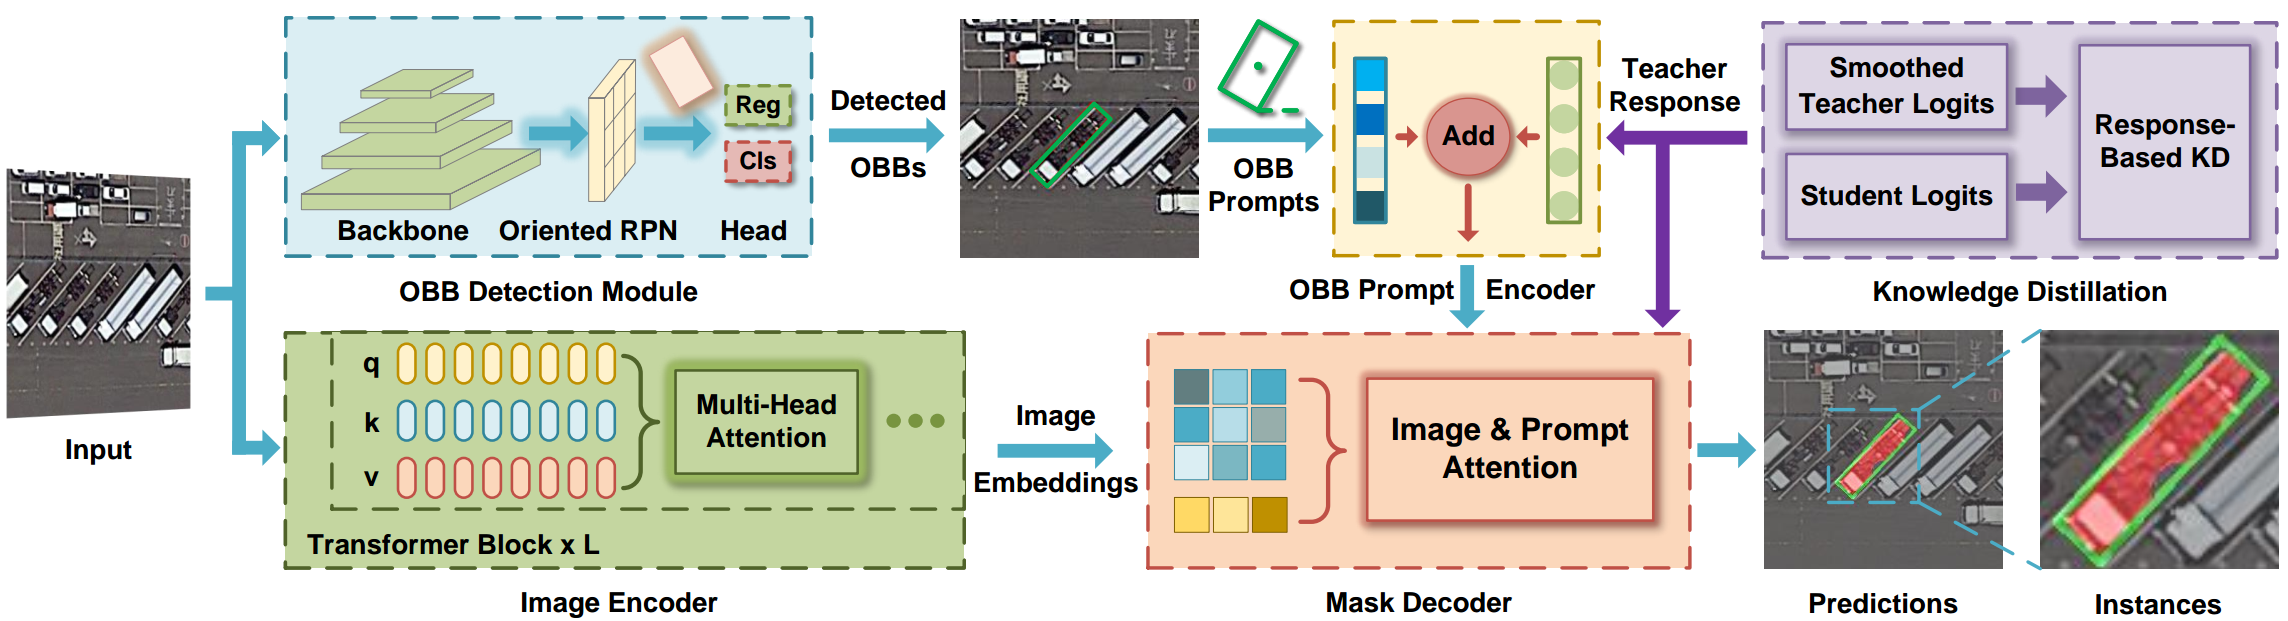 Input
Backbone
Oriented RPN
Reg
Cls
Head
OBB Detection Module
Detected
OBBs
OBB
Prompts
Add
OBB Prompt Encoder
Teacher
Response
Smoothed
Teacher Logits
Student Logits
Response-
Based KD
Knowledge Distillation
q
k
v
Multi-Head
Attention
Transformer Block x L
Image Encoder
Image
Embeddings
Image & Prompt
Attention
Mask Decoder
Predictions
Instances